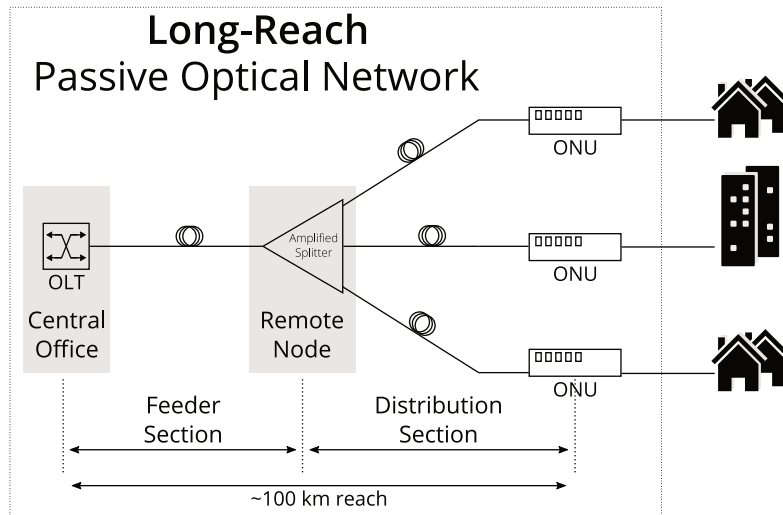 Long-Reach
Passive Optical Network
ONU
Amplified
Splitter
OLT
ONU
Central
Office
Remote
Node
ONU
Feeder
Section
Distribution
Section
~100 km reach